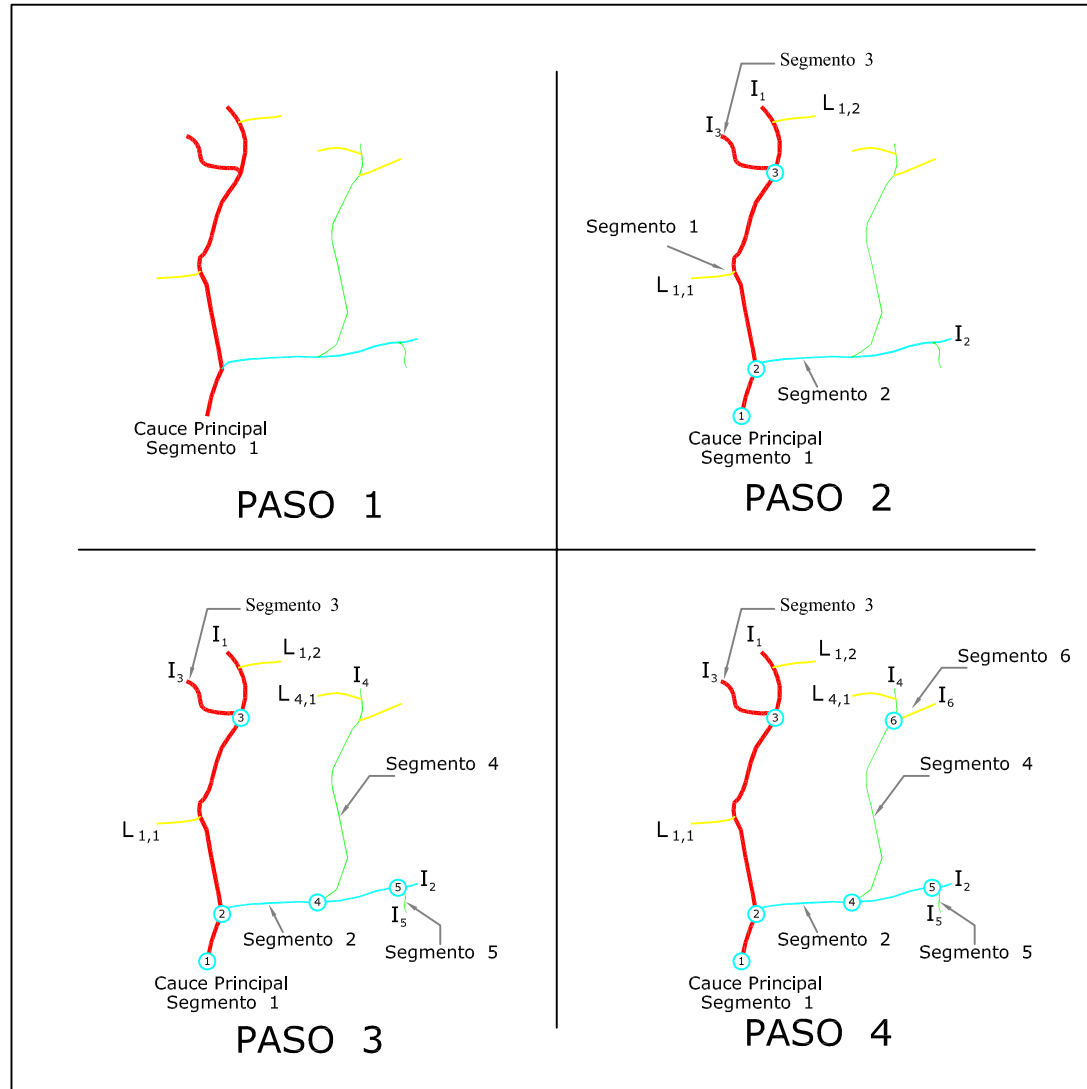 Cauce Principal
Segmento 1
PASO 1
Segmento 3
I1
L1,2
I3
3
Segmento 1
L1,1
I2
2
Segmento 2
1
Cauce Principal
Segmento 1
PASO 2
Segmento 3
I1
L1,2
I3
I4
L4,1
3
Segmento 4
L1,1
5
I2
4
2
I5
Segmento 2
Segmento 5
1
Cauce Principal
Segmento 1
PASO 3
Segmento 3
I1
L1,2
Segmento 6
I3
I4
L4,1
I6
3
6
Segmento 4
L1,1
5
I2
4
2
I5
Segmento 2
Segmento 5
1
Cauce Principal
Segmento 1
PASO 4